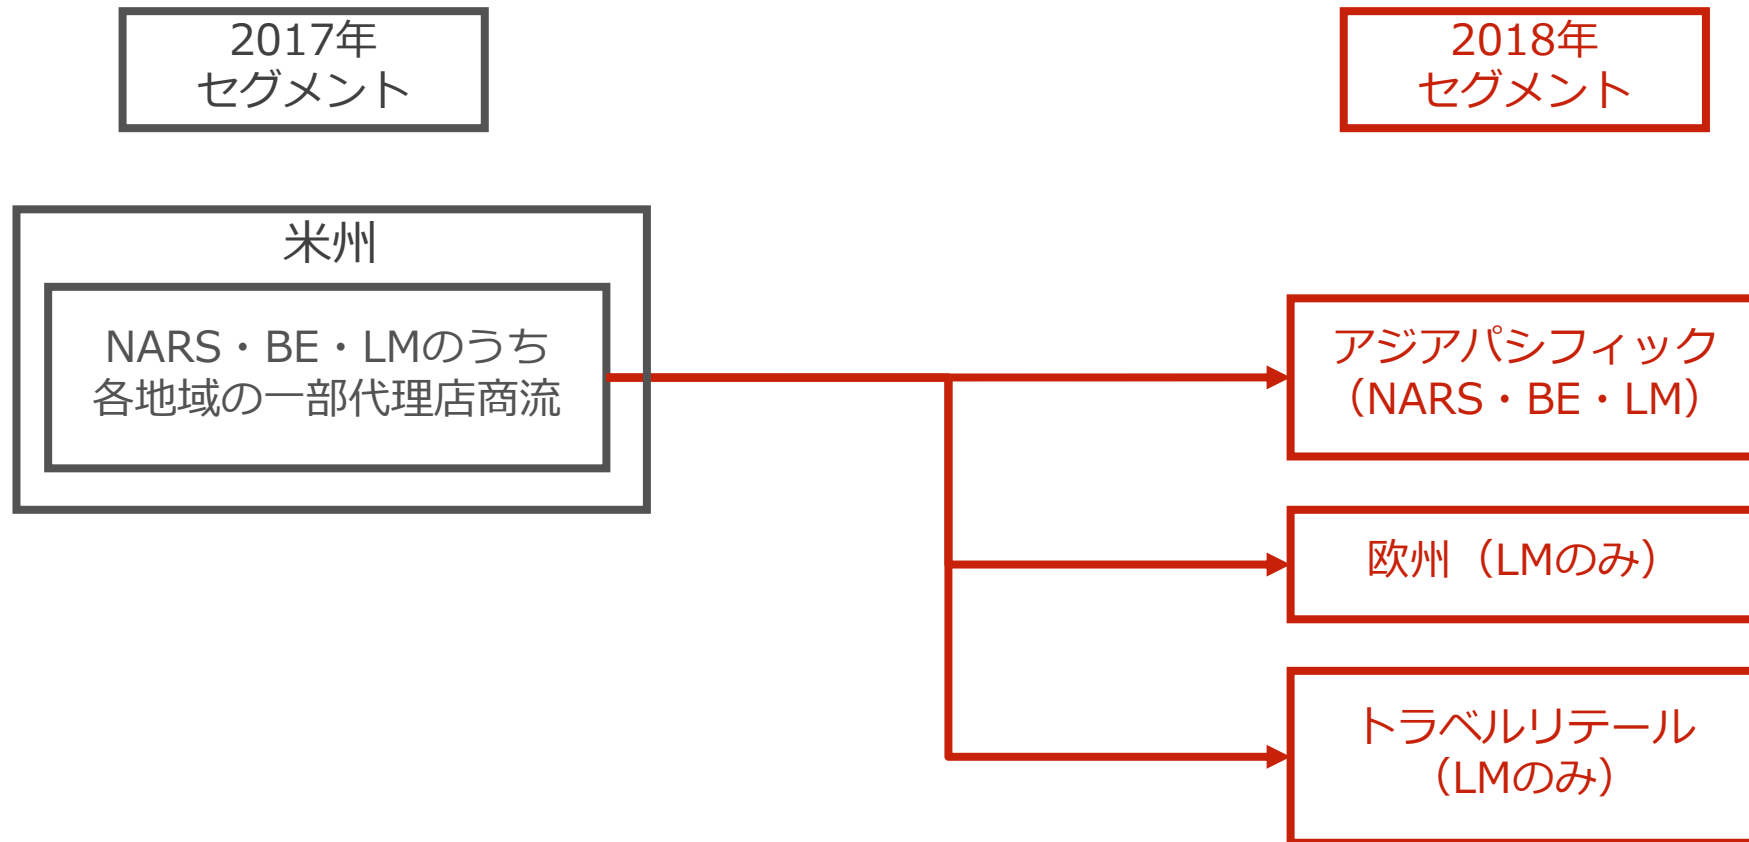 2017年
セグメント
2018年
セグメント
米州
NARS・BE・LMのうち
各地域の一部代理店商流
アジアパシフィック
（NARS・BE・LM）
欧州（LMのみ）
トラベルリテール
（LMのみ）